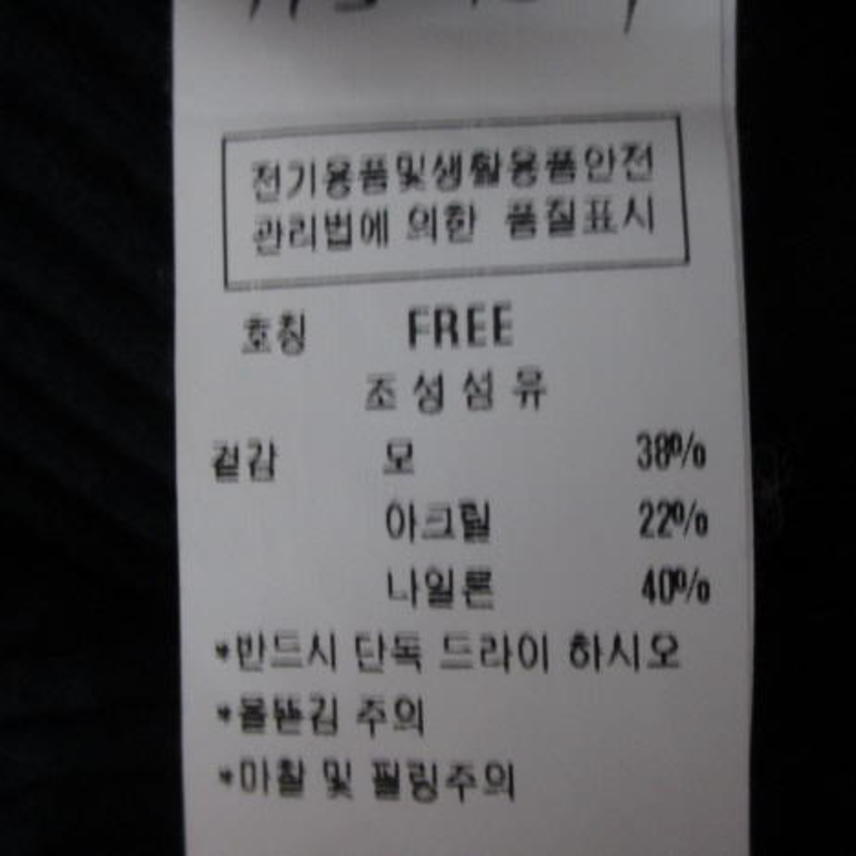 전기용품및생활용품안전
관리법에 의한 품질표시
호칭 FREE
조성섬유
겉감 모 38%
아크릴 22%
나일론 40%
*반드시 단독 드라이 하시오
*올뜯김 주의
*마찰 및 필링주의